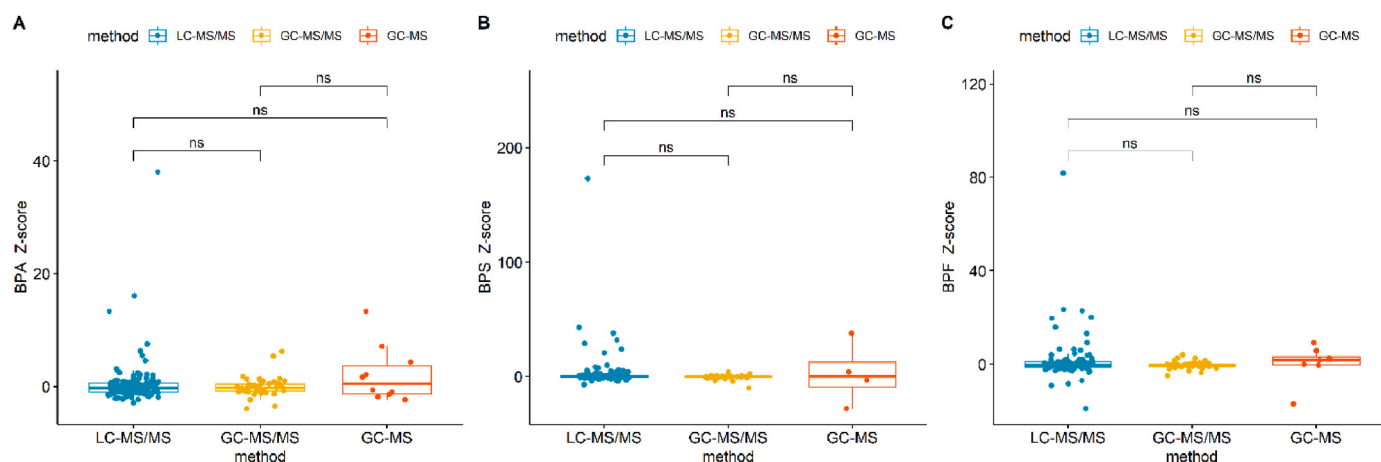 A
method LC-MS/MS GC-MS/MS GC-MS
BPA Z-score
40
20
0
ns
ns
ns
LC-MS/MS GC-MS/MS GC-MS
method
B
method LC-MS/MS GC-MS/MS GC-MS
BPS Z-score
200
100
0
ns
ns
ns
LC-MS/MS GC-MS/MS GC-MS
method
C
method LC-MS/MS GC-MS/MS GC-MS
BPF Z-score
120
80
40
0
ns
ns
ns
LC-MS/MS GC-MS/MS GC-MS
method